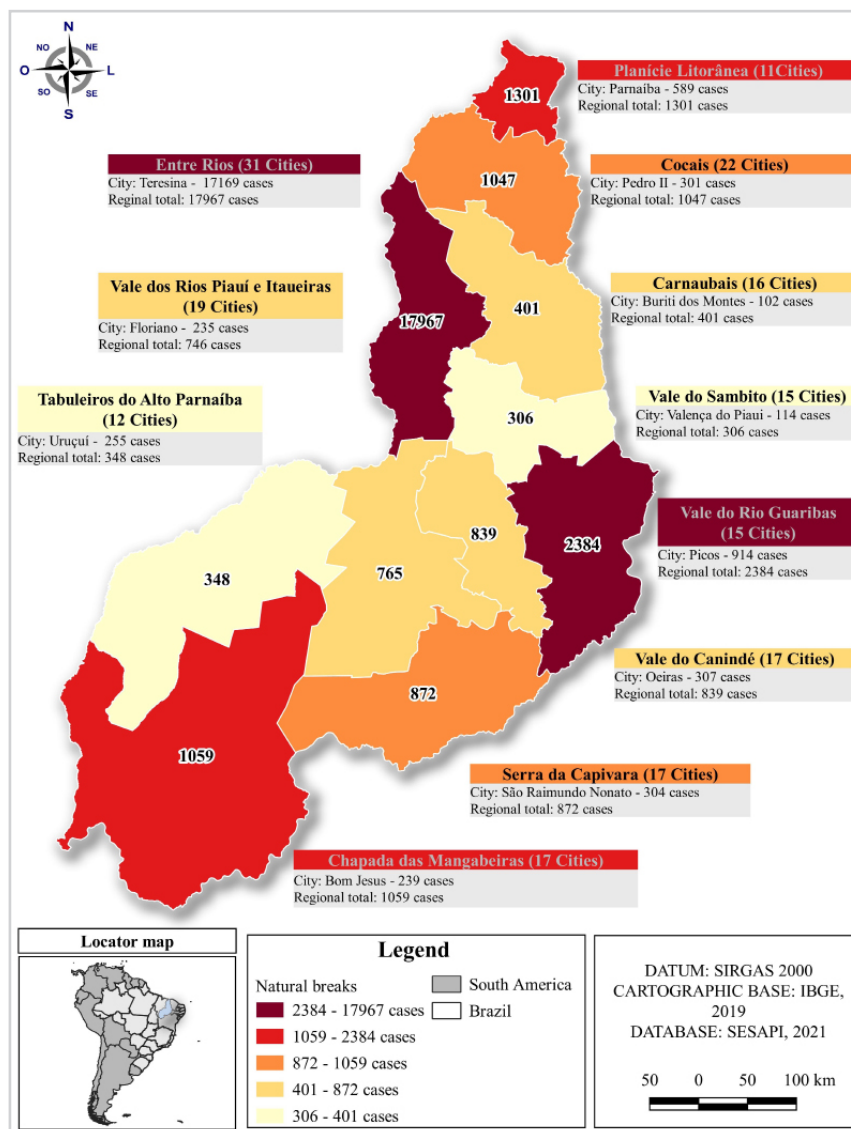 N
NO
NE
O
L
SO
SE
S
Planície Litorânea (11Cities)
City: Parnaíba - 589 cases
Regional total: 1301 cases
1301
Entre Rios (31 Cities)
City: Teresina - 17169 cases
Reginal total: 17967 cases
1047
Cocais (22 Cities)
City: Pedro II - 301 cases
Regional total: 1047 cases
Vale dos Rios Piauí e Itaueiras
(19 Cities)
City: Floriano - 235 cases
Regional total: 746 cases
17967
401
Carnaubais (16 Cities)
City: Buriti dos Montes - 102 cases
Regional total: 401 cases
Tabuleiros do Alto Parnaíba
(12 Cities)
City: Uruçuí - 255 cases
Regional total: 348 cases
306
Vale do Sambito (15 Cities)
City: Valença do Piaui - 114 cases
Regional total: 306 cases
348
765
839
2384
Vale do Rio Guaribas
(15 Cities)
City: Picos - 914 cases
Regional total: 2384 cases
872
Vale do Canindé (17 Cities)
City: Oeiras - 307 cases
Regional total: 839 cases
1059
Serra da Capivara (17 Cities)
City: São Raimundo Nonato - 304 cases
Regional total: 872 cases
Chapada das Mangabeiras (17 Cities)
City: Bom Jesus - 239 cases
Regional total: 1059 cases
Locator map
Legend
Natural breaks
2384 - 17967 cases
1059 - 2384 cases
872 - 1059 cases
401 - 872 cases
306 - 401 cases
South America
Brazil
DATUM: SIRGAS 2000
CARTOGRAPHIC BASE: IBGE,
2019
DATABASE: SESAPI, 2021
50 0 50 100 km